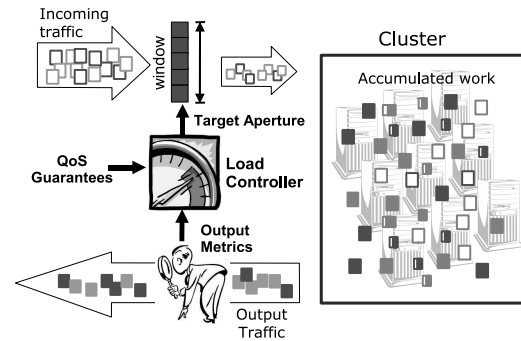 Incoming
traffic
window
Target Aperture
QoS
Guarantees
Load
Controller
Output
Metrics
Output
Traffic
Cluster
Accumulated work